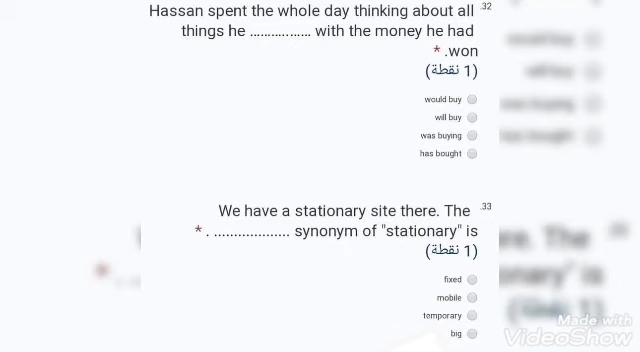 32. Hassan spent the whole day thinking about all
things he ................ with the money he had
won. *
(1 نقطة)
would buy
will buy
was buying
has bought
33. We have a stationary site there. The
synonym of "stationary" is .................... . *
(1 نقطة)
fixed
mobile
temporary
big
Made with
VideoShow